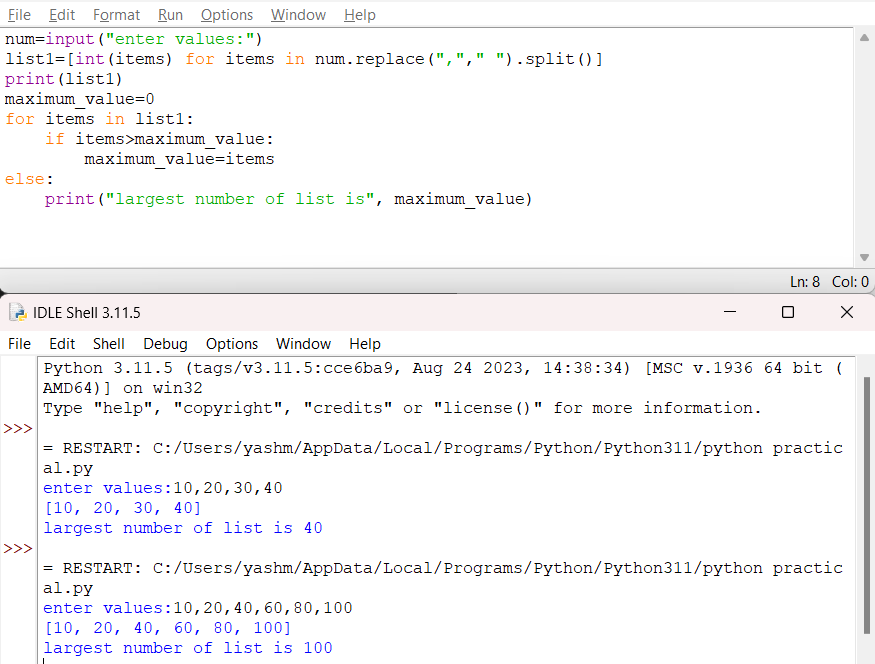 File Edit Format Run Options Window Help
num=input("enter values:")
list1=[int(items) for items in num.replace(","," ").split()]
print(list1)
maximum_value=0
for items in list1:
    if items>maximum_value:
        maximum_value=items
else:
    print("largest number of list is", maximum_value)
Ln: 8 Col: 0
IDLE Shell 3.11.5
File Edit Shell Debug Options Window Help
Python 3.11.5 (tags/v3.11.5:cce6ba9, Aug 24 2023, 14:38:34) [MSC v.1936 64 bit (
AMD64)] on win32
Type "help", "copyright", "credits" or "license()" for more information.
>>>
= RESTART: C:/Users/yashm/AppData/Local/Programs/Python/Python311/python practic
al.py
enter values:10,20,30,40
[10, 20, 30, 40]
largest number of list is 40
>>>
= RESTART: C:/Users/yashm/AppData/Local/Programs/Python/Python311/python practic
al.py
enter values:10,20,40,60,80,100
[10, 20, 40, 60, 80, 100]
largest number of list is 100